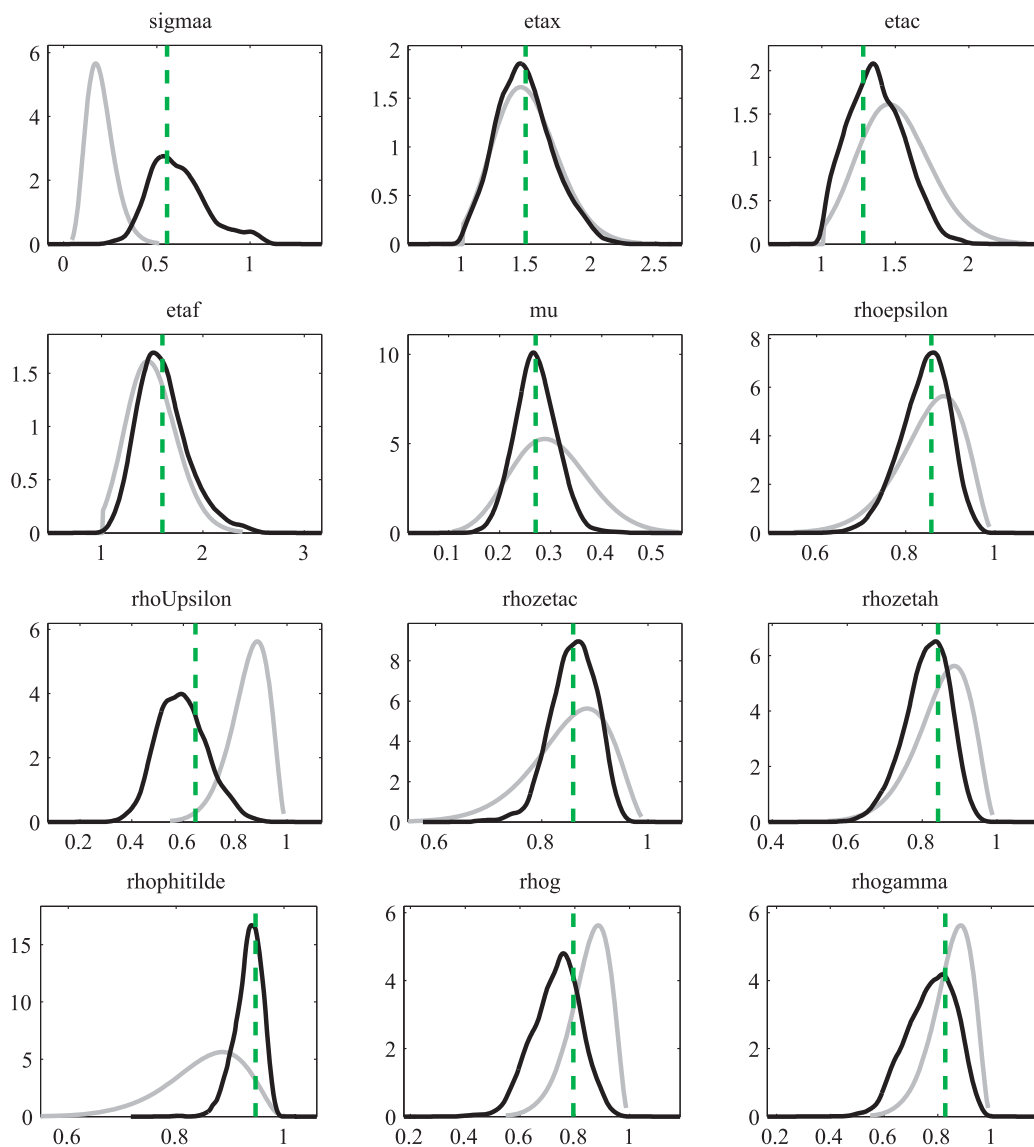 sigmaa etax etac
6 2 2
4 1.5 1.5
2 1 1
0 0.5 0.5
0 0
0 0.5 1 1 1.5 2 2.5 1 1.5 2
etaf mu rhoepsilon
1.5 10 8
1 5 6
0.5 0 4
0 2
0
1 2 3 0.1 0.2 0.3 0.4 0.5 0.6 0.8 1
rhoUpsilon rhozetac rhozetah
6 8 6
4 6 4
2 4 2
0 2 0
0
0.2 0.4 0.6 0.8 1 0.6 0.8 1 0.4 0.6 0.8 1
rhophitilde rhog rhogamma
15 6 6
10 4 4
5 2 2
0 0 0
0.6 0.8 1 0.2 0.4 0.6 0.8 1 0.2 0.4 0.6 0.8 1